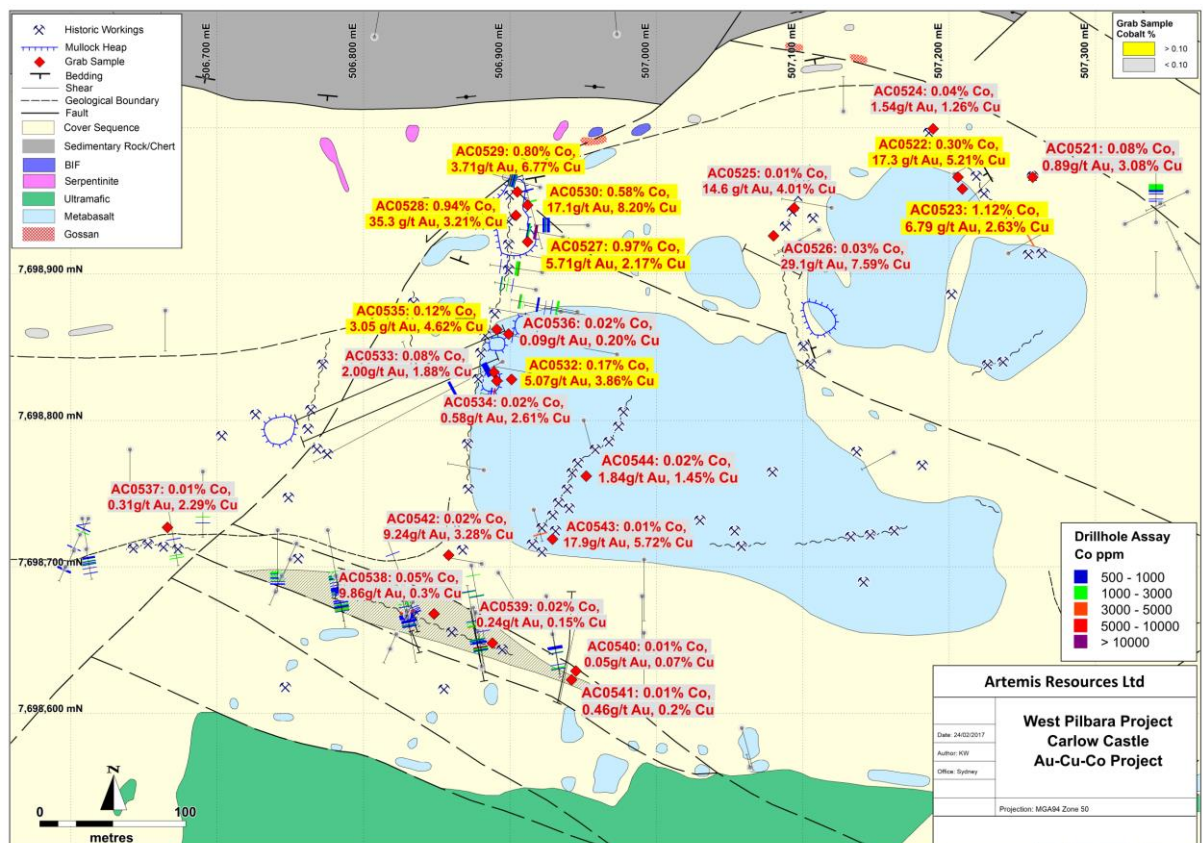 Historic Workings
Mullock Heap
Grab Sample
Bedding
Shear
Geological Boundary
Fault
Cover Sequence
Sedimentary Rock/Chert
BIF
Serpentinite
Ultramafic
Metabasalt
Gossan
506,700 mE
506,800 mE
506,900 mE
507,000 mE
507,100 mE
507,200 mE
507,300 mE
Grab Sample
Cobalt %
> 0.10
< 0.10
AC0524: 0.04% Co,
1.54g/t Au, 1.26% Cu
AC0522: 0.30% Co,
17.3 g/t Au, 5.21% Cu
AC0521: 0.08% Co,
0.89g/t Au, 3.08% Cu
AC0529: 0.80% Co,
3.71g/t Au, 6.77% Cu
AC0525: 0.01% Co,
14.6 g/t Au, 4.01% Cu
AC0530: 0.58% Co,
17.1g/t Au, 8.20% Cu
AC0528: 0.94% Co,
35.3 g/t Au, 3.21% Cu
AC0523: 1.12% Co,
6.79 g/t Au, 2.63% Cu
AC0527: 0.97% Co,
5.71g/t Au, 2.17% Cu
AC0526: 0.03% Co,
29.1g/t Au, 7.59% Cu
7,698,900 mN
AC0535: 0.12% Co,
3.05 g/t Au, 4.62% Cu
AC0536: 0.02% Co,
0.09g/t Au, 0.20% Cu
AC0533: 0.08% Co,
2.00g/t Au, 1.88% Cu
AC0532: 0.17% Co,
5.07g/t Au, 3.86% Cu
AC0534: 0.02% Co,
0.58g/t Au, 2.61% Cu
7,698,800 mN
AC0544: 0.02% Co,
1.84g/t Au, 1.45% Cu
AC0537: 0.01% Co,
0.31g/t Au, 2.29% Cu
AC0542: 0.02% Co,
9.24g/t Au, 3.28% Cu
AC0543: 0.01% Co,
17.9g/t Au, 5.72% Cu
7,698,700 mN
AC0538: 0.05% Co,
9.86g/t Au, 0.3% Cu
AC0539: 0.02% Co,
0.24g/t Au, 0.15% Cu
AC0540: 0.01% Co,
0.05g/t Au, 0.07% Cu
AC0541: 0.01% Co,
0.46g/t Au, 0.2% Cu
7,698,600 mN
Drillhole Assay
Co ppm
500 - 1000
1000 - 3000
3000 - 5000
5000 - 10000
> 10000
Artemis Resources Ltd
Date: 24/02/2017
Author: KW
Office: Sydney
West Pilbara Project
Carlow Castle
Au-Cu-Co Project
Projection: MGA94 Zone 50
N
0 100
metres